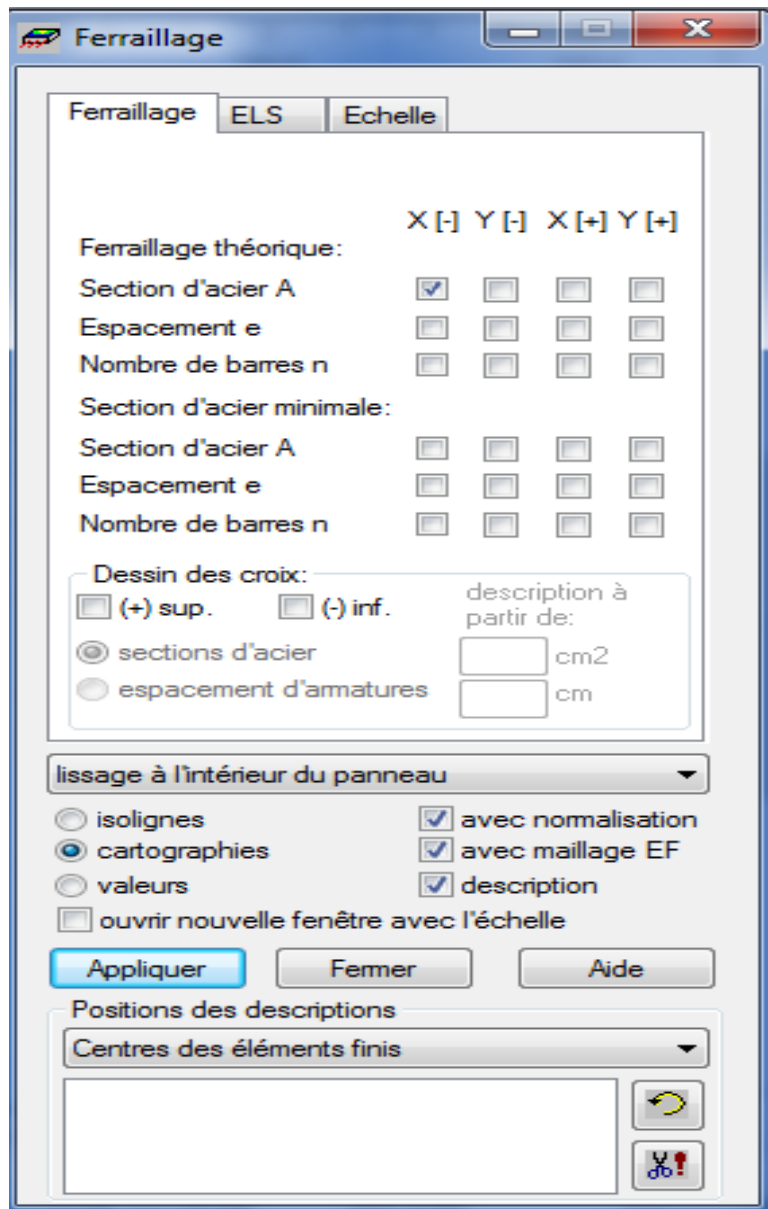 Ferraillage
Ferraillage ELS Echelle
X [-] Y [-] X [+] Y [+]
Ferraillage théorique:
Section d'acier A
Espacement e
Nombre de barres n
Section d'acier minimale:
Section d'acier A
Espacement e
Nombre de barres n
Dessin des croix:
(+) sup. (-) inf.
description à
partir de:
sections d'acier cm2
espacement d'armatures cm
lissage à l'intérieur du panneau
isolignes avec normalisation
cartographies avec maillage EF
valeurs description
ouvrir nouvelle fenêtre avec l'échelle
Appliquer Fermer Aide
Positions des descriptions
Centres des éléments finis